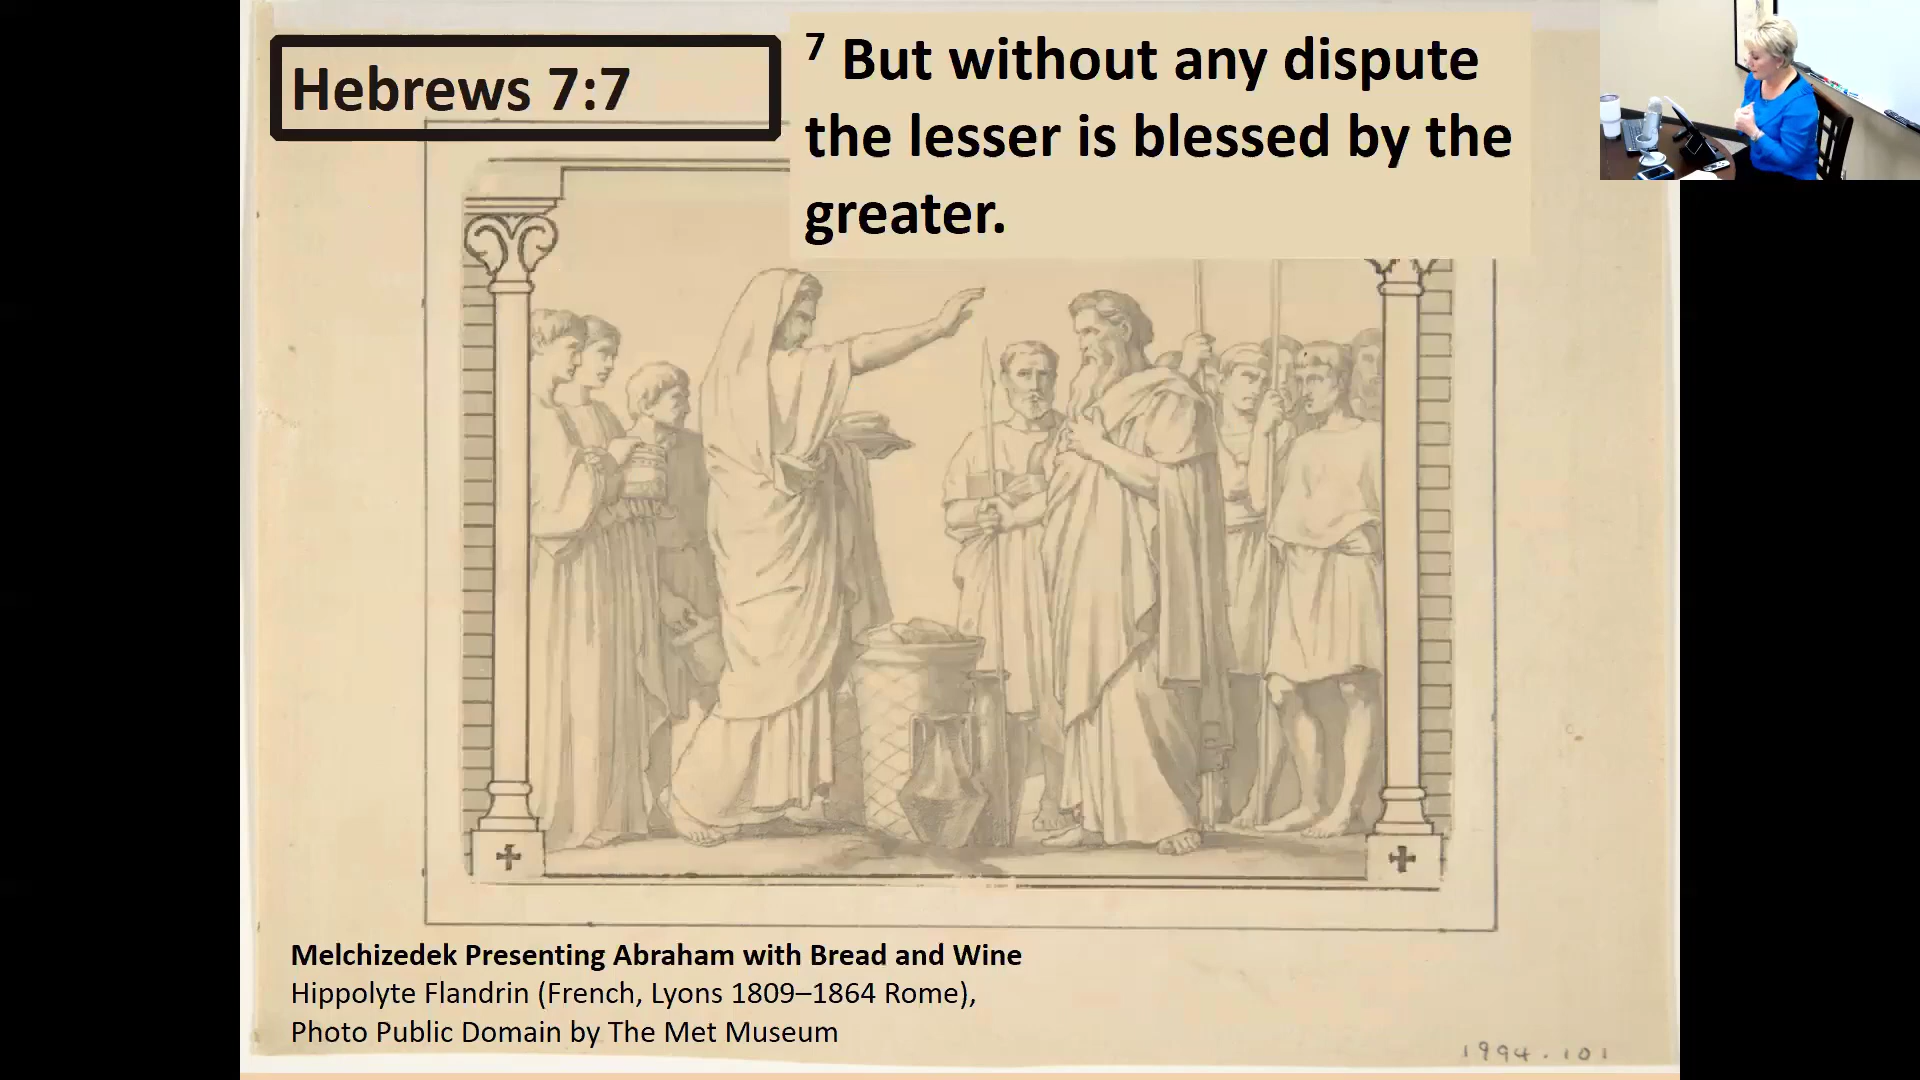 Hebrews 7:7
7 But without any dispute
the lesser is blessed by the
greater.
Melchizedek Presenting Abraham with Bread and Wine
Hippolyte Flandrin (French, Lyons 1809–1864 Rome),
Photo Public Domain by The Met Museum
1994.101